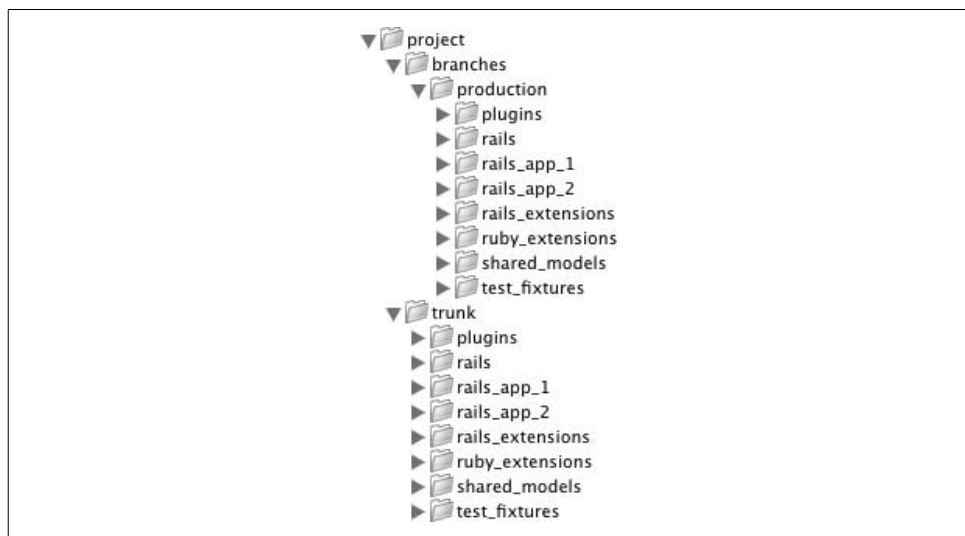 project
branches
production
plugins
rails
rails_app_1
rails_app_2
rails_extensions
ruby_extensions
shared_models
test_fixtures
trunk
plugins
rails
rails_app_1
rails_app_2
rails_extensions
ruby_extensions
shared_models
test_fixtures